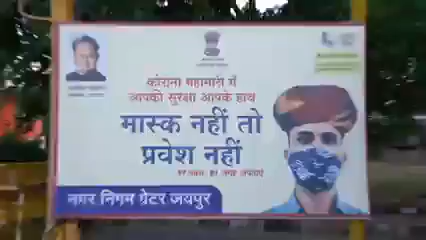 कोरोना महामारी में
आपकी सुरक्षा आपके हाथ
मास्क नहीं तो
प्रवेश नहीं
नगर निगम ग्रेटर जयपुर